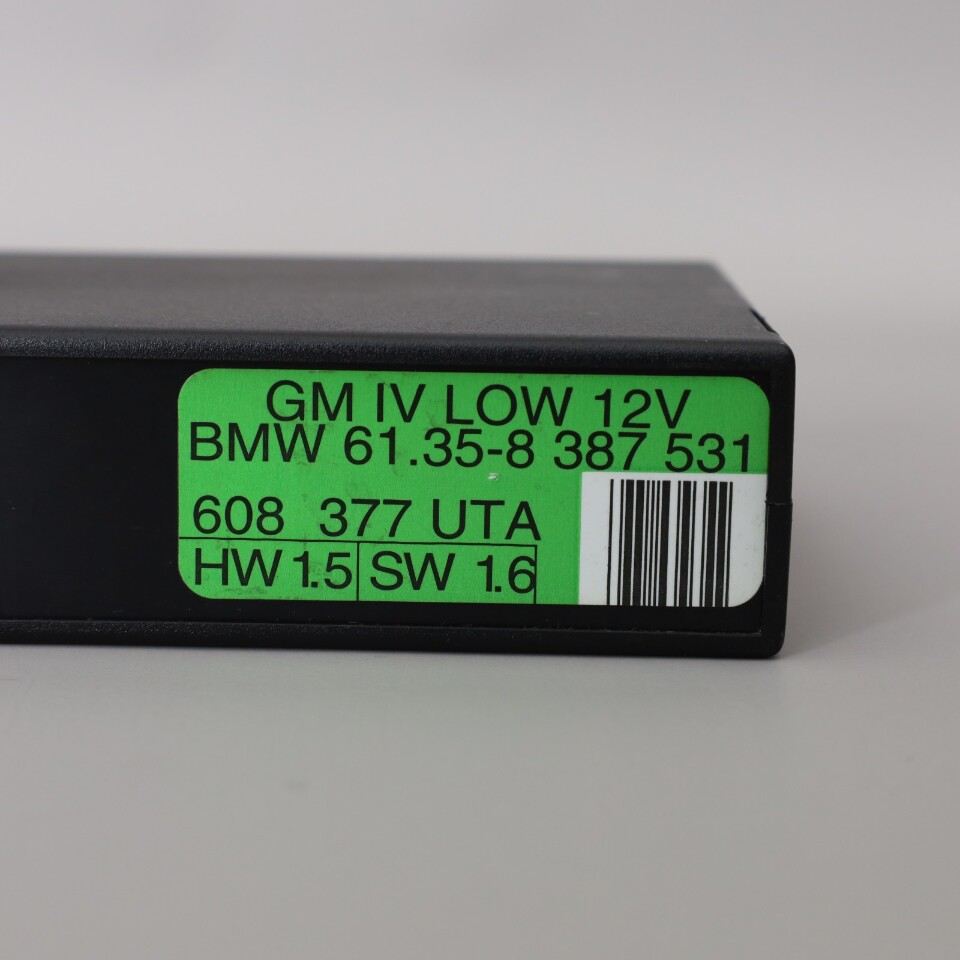 GM IV LOW 12V
BMW 61.35-8 387 531
608 377 UTA
HW 1.5 SW 1.6